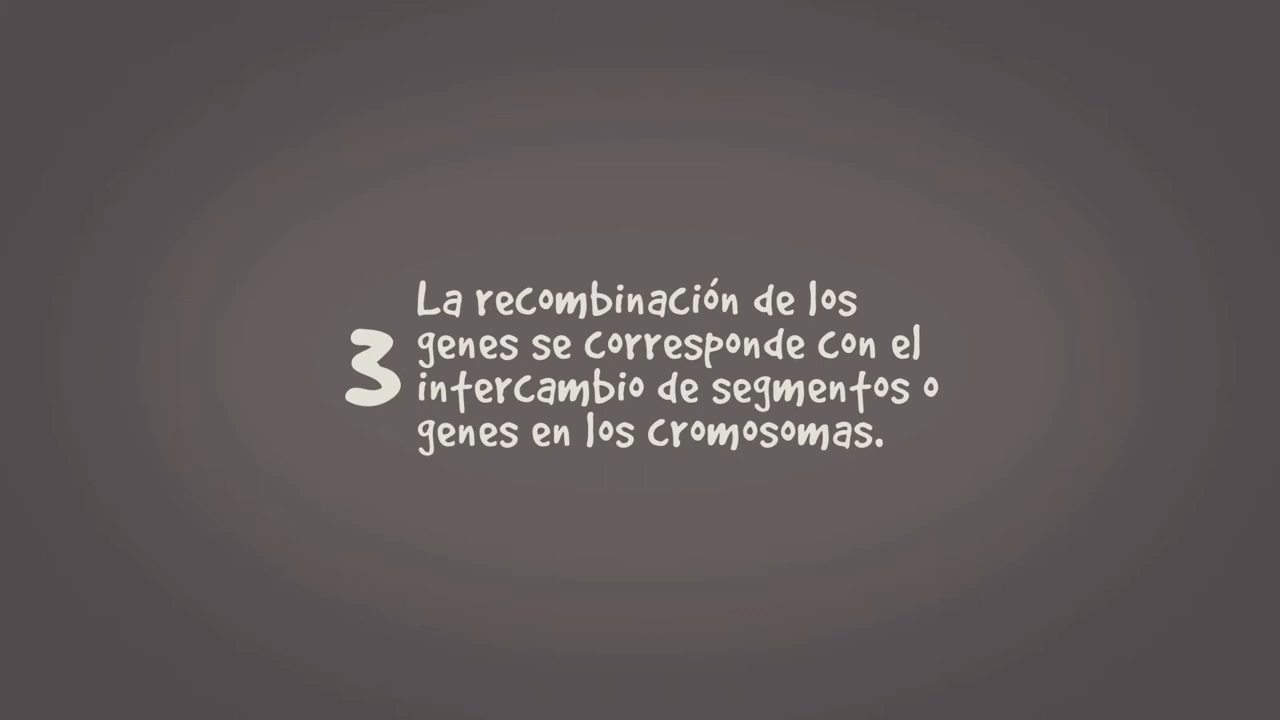 3
La recombinación de los
genes se corresponde con el
intercambio de segmentos o
genes en los cromosomas.